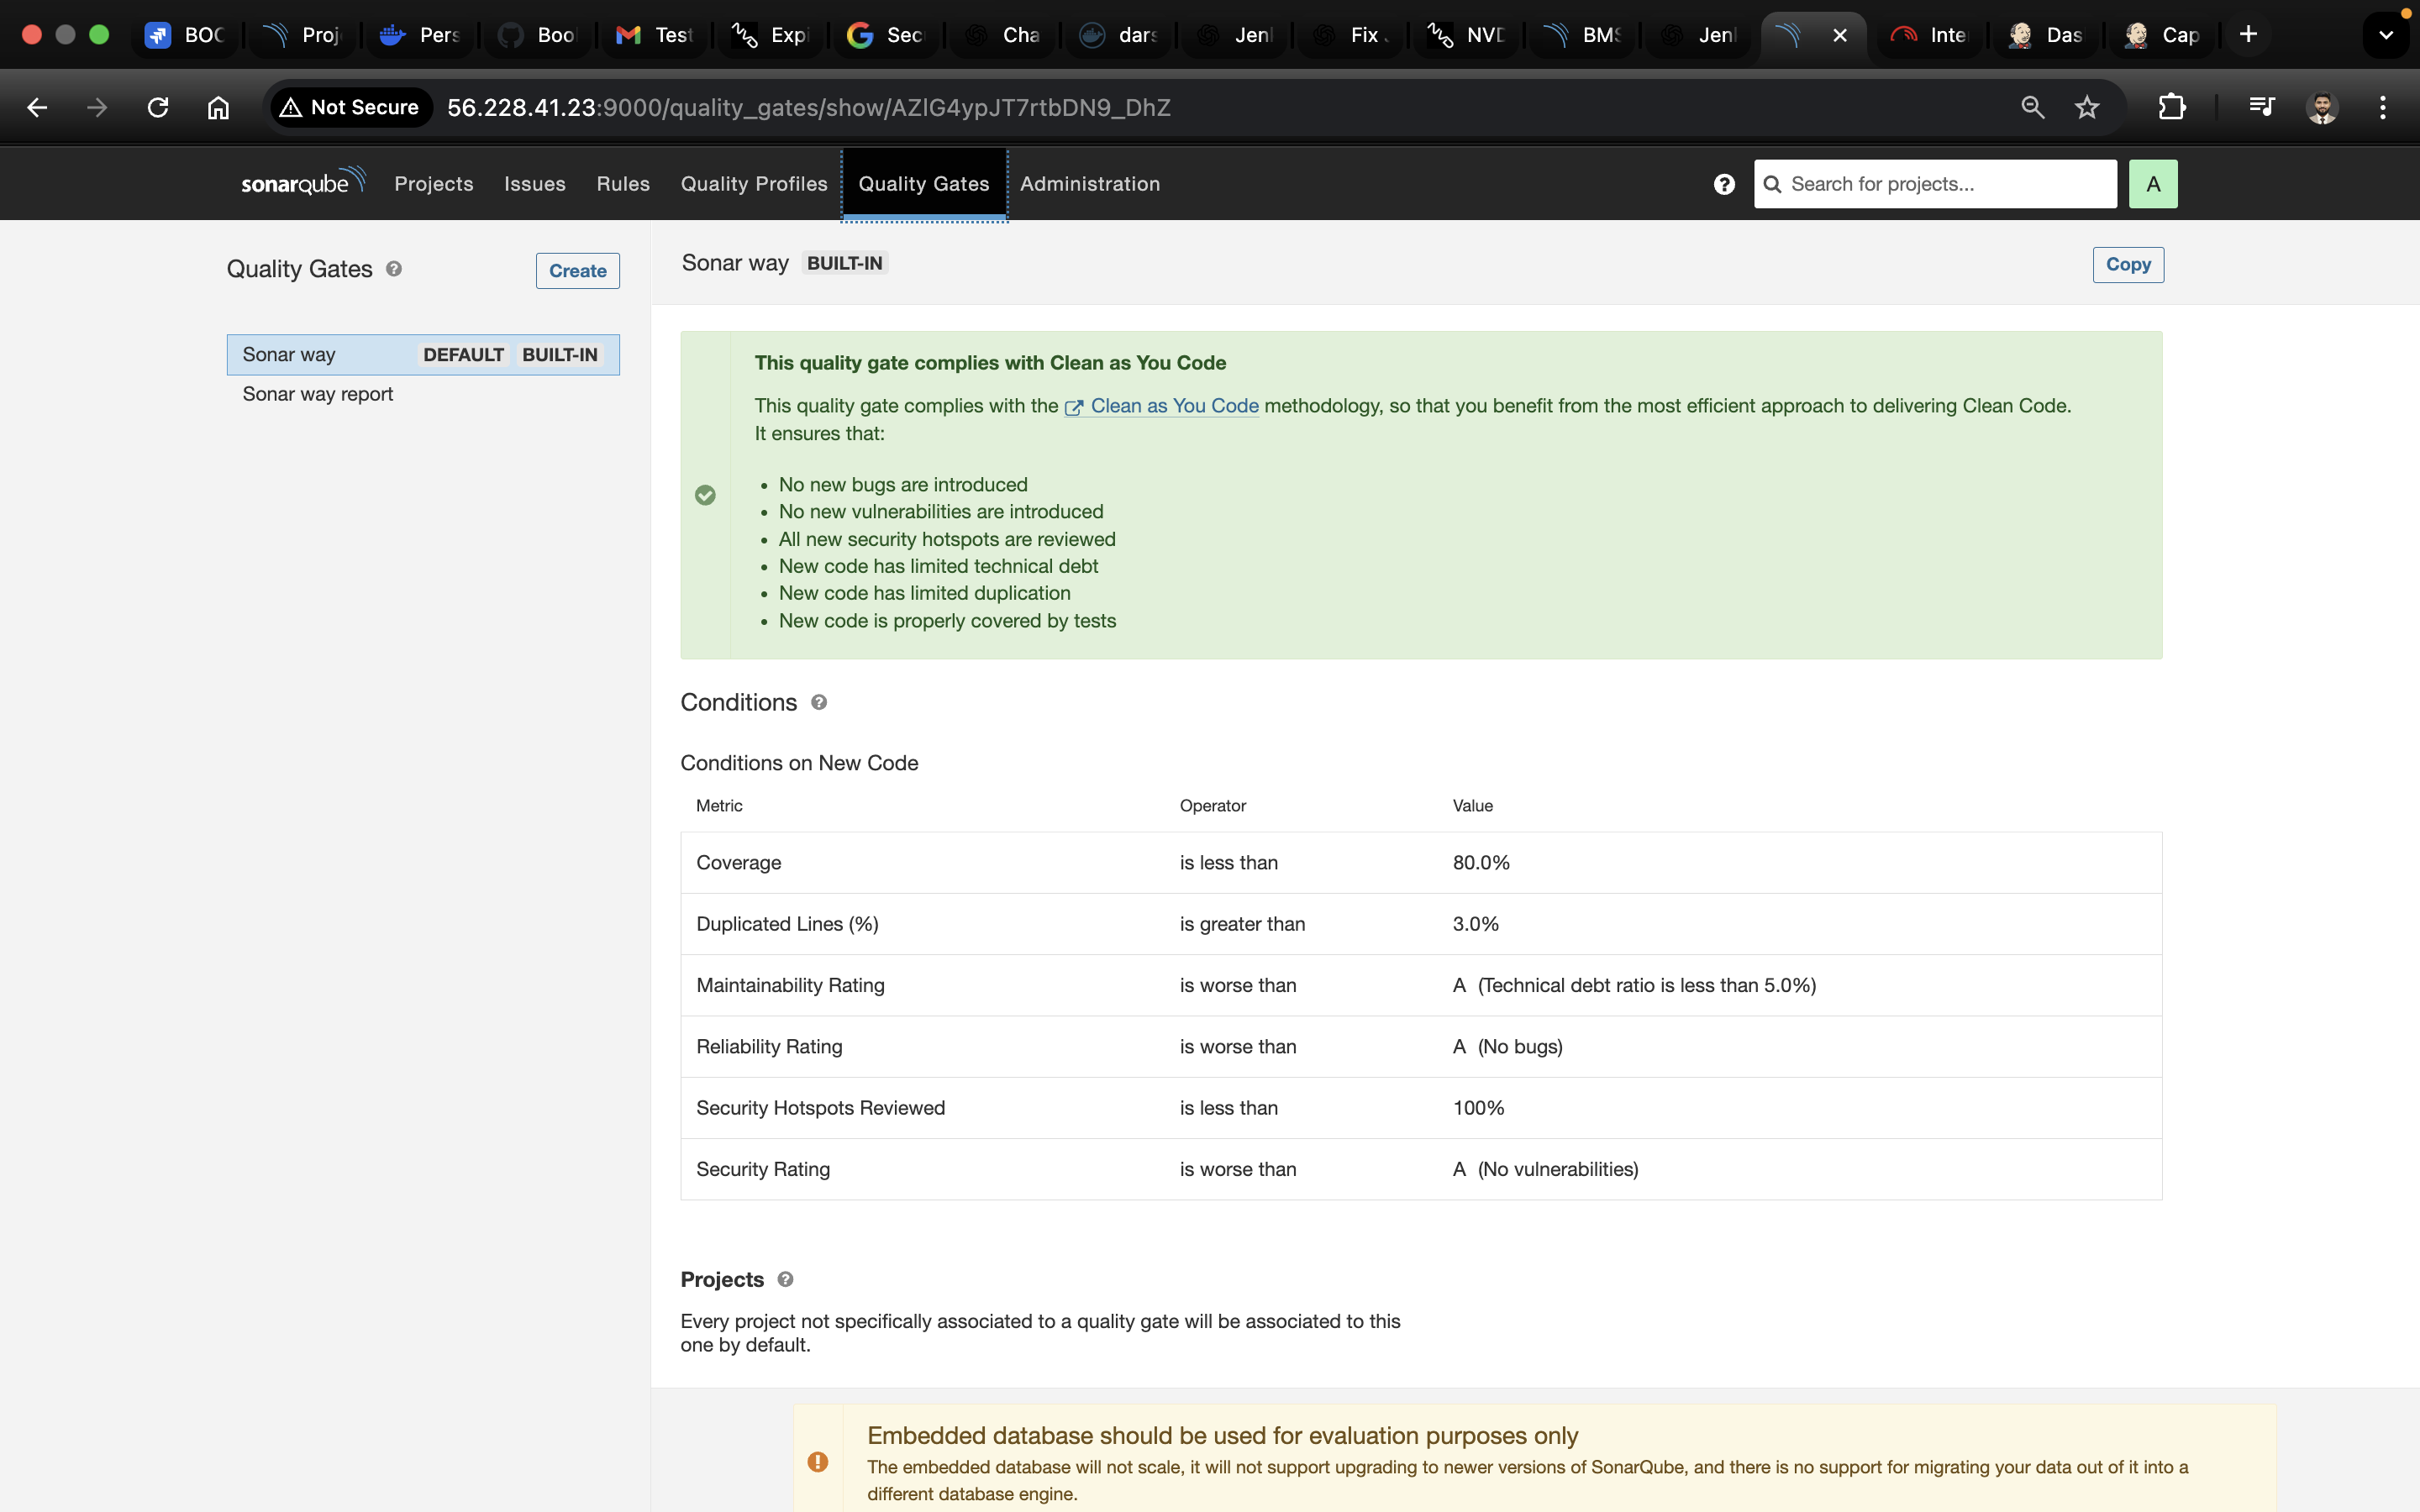 BOC
Proj
Pers
Boo
Test
Expi
Sec
Cha
dars
Jen
Fix
NVD
BMS
Jen
Inte
Das
Cap
Not Secure
56.228.41.23:9000/quality_gates/show/AZlG4ypJT7rtbDN9_DhZ
sonarqube Projects Issues Rules Quality Profiles Quality Gates Administration
Search for projects...
A
Quality Gates
Create
Sonar way DEFAULT BUILT-IN
Sonar way report
Sonar way BUILT-IN
Copy
This quality gate complies with Clean as You Code
This quality gate complies with the Clean as You Code methodology, so that you benefit from the most efficient approach to delivering Clean Code.
It ensures that:
• No new bugs are introduced
• No new vulnerabilities are introduced
• All new security hotspots are reviewed
• New code has limited technical debt
• New code has limited duplication
• New code is properly covered by tests
Conditions
Conditions on New Code
Metric Operator Value
Coverage is less than 80.0%
Duplicated Lines (%) is greater than 3.0%
Maintainability Rating is worse than A (Technical debt ratio is less than 5.0%)
Reliability Rating is worse than A (No bugs)
Security Hotspots Reviewed is less than 100%
Security Rating is worse than A (No vulnerabilities)
Projects
Every project not specifically associated to a quality gate will be associated to this
one by default.
Embedded database should be used for evaluation purposes only
The embedded database will not scale, it will not support upgrading to newer versions of SonarQube, and there is no support for migrating your data out of it into a
different database engine.